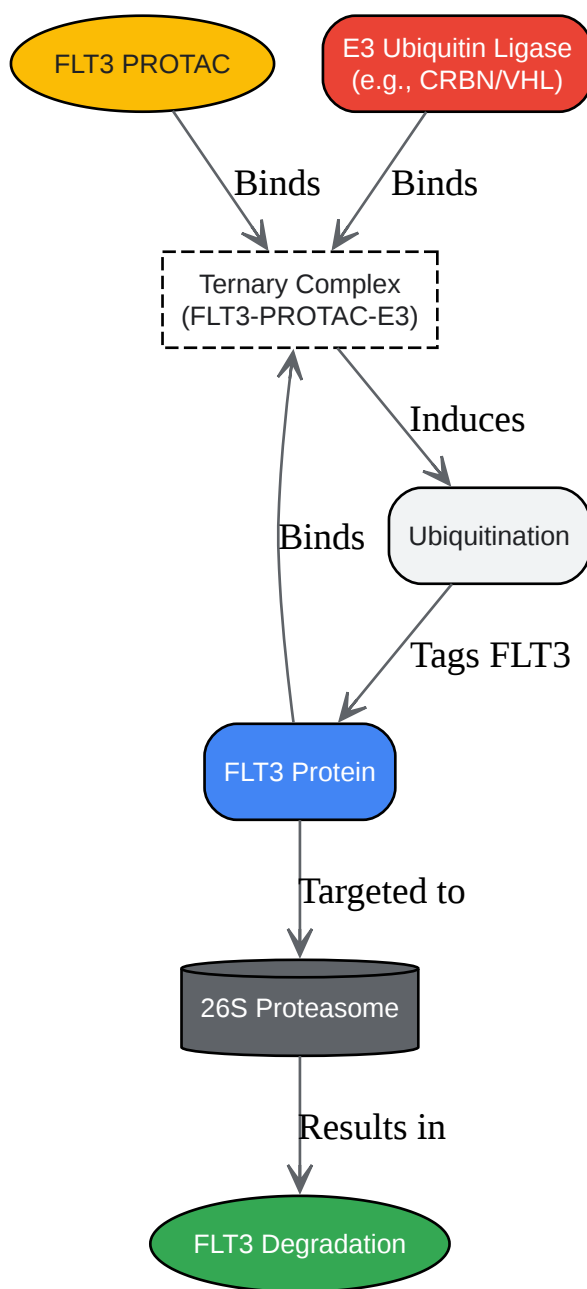 FLT3 PROTAC
E3 Ubiquitin Ligase
(e.g., CRBN/VHL)
Binds
Binds
Ternary Complex
(FLT3-PROTAC-E3)
Induces
Binds
Ubiquitination
Tags FLT3
FLT3 Protein
Targeted to
26S Proteasome
Results in
FLT3 Degradation